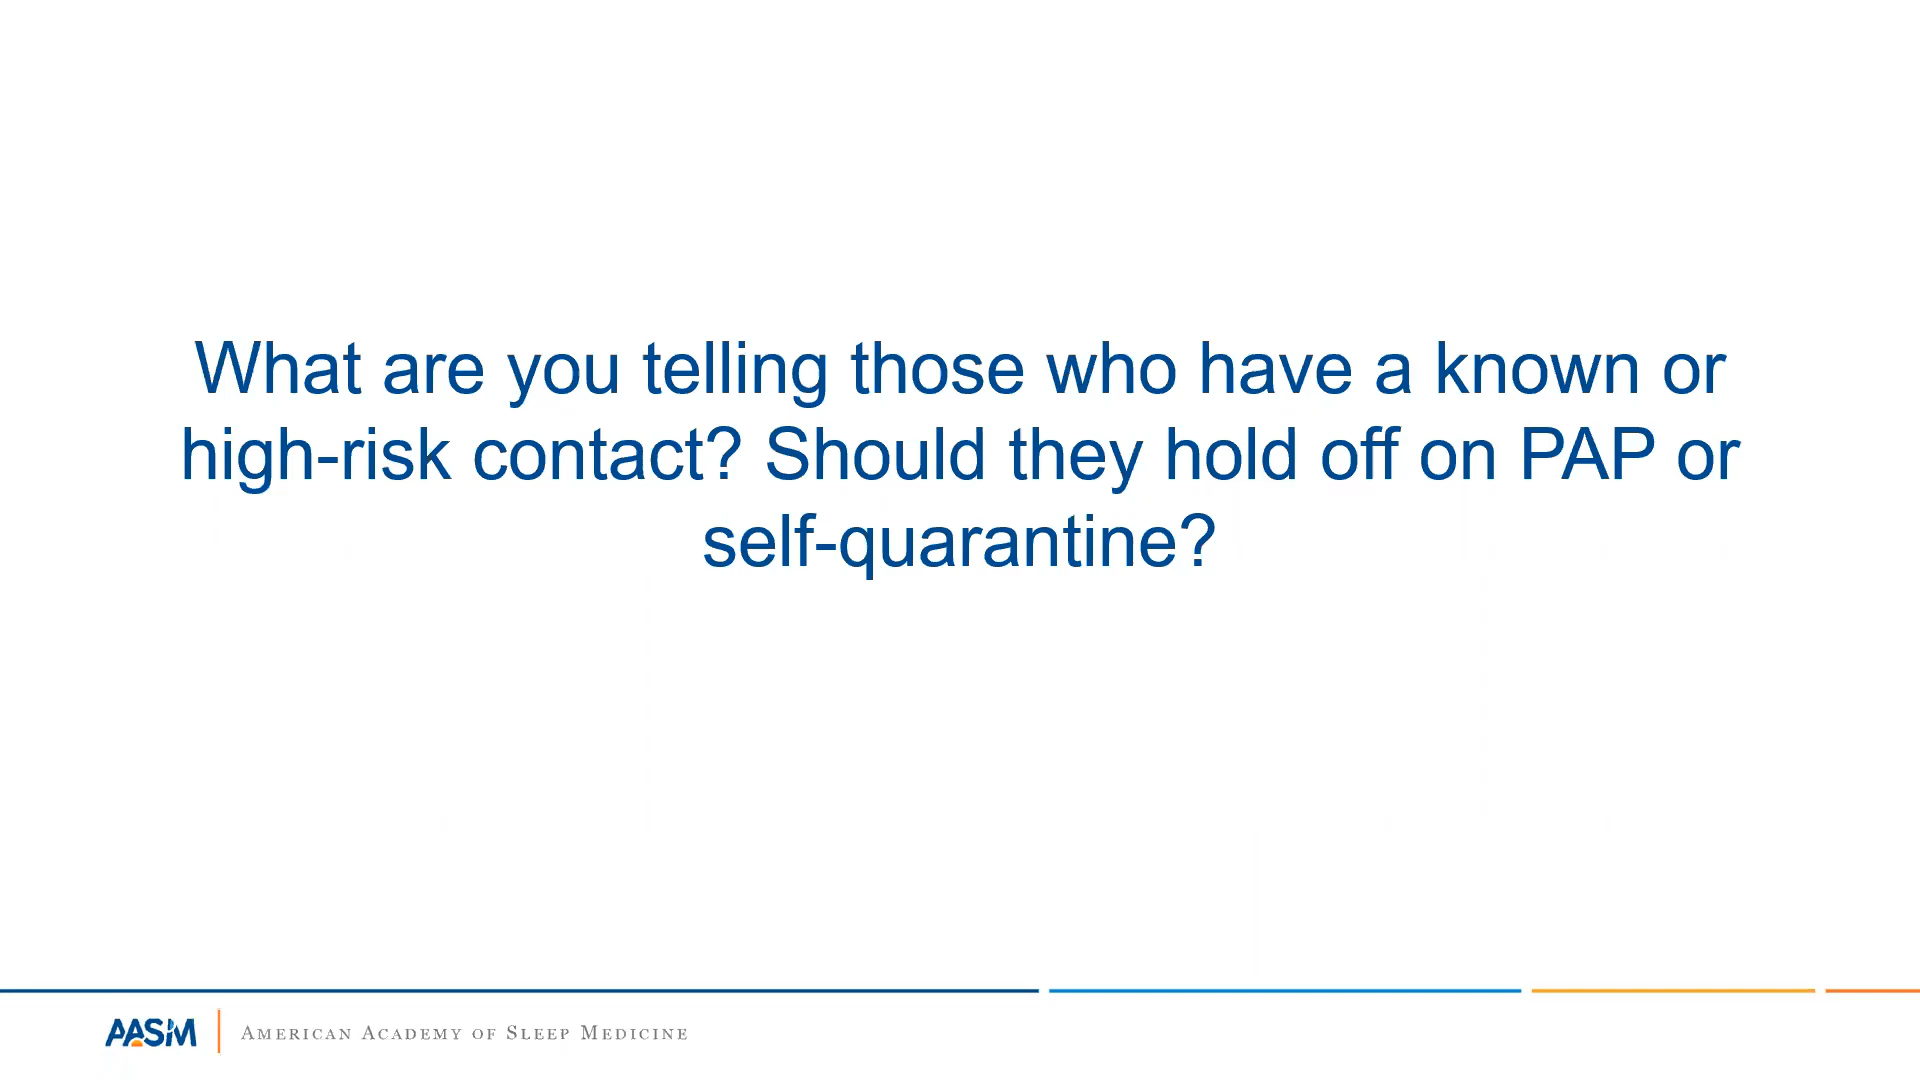 What are you telling those who have a known or
high-risk contact? Should they hold off on PAP or
self-quarantine?
AASM
American Academy of Sleep Medicine